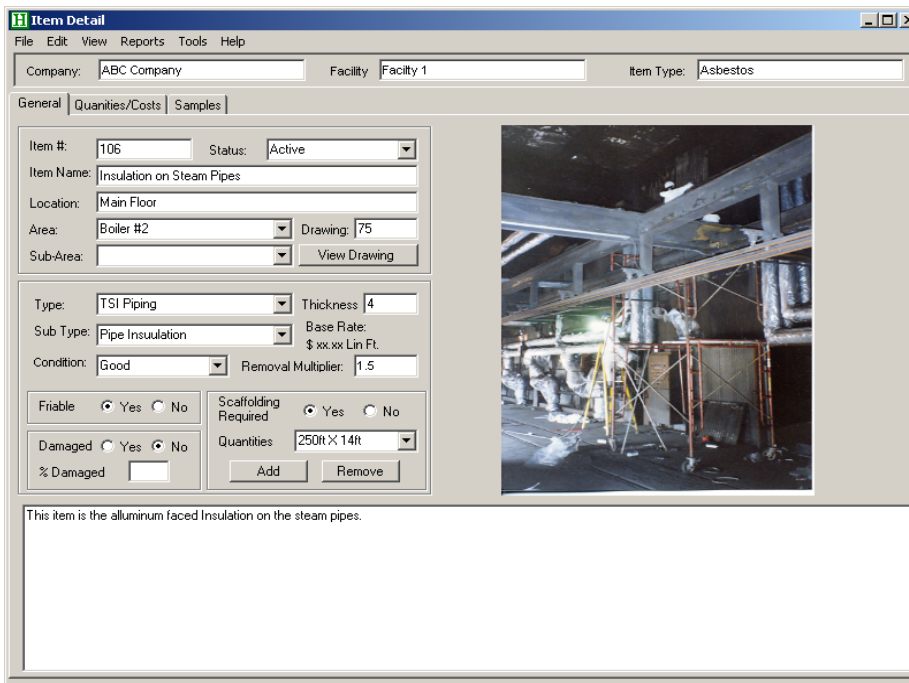 Item Detail
File Edit View Reports Tools Help
Company: ABC Company Facility Facilty 1 Item Type: Asbestos
General Quanities/Costs Samples
Item #: 106 Status: Active
Item Name: Insulation on Steam Pipes
Location: Main Floor
Area: Boiler #2 Drawing: 75
Sub-Area: View Drawing
Type: TSI Piping Thickness 4
Sub Type: Pipe Insuulation Base Rate:
$ xx.xx Lin Ft.
Condition: Good Removal Multiplier: 1.5
Friable Yes No Scaffolding
Required Yes No
Damaged Yes No Quantities 250ft X 14ft
% Damaged Add Remove
This item is the alluminum faced Insulation on the steam pipes.